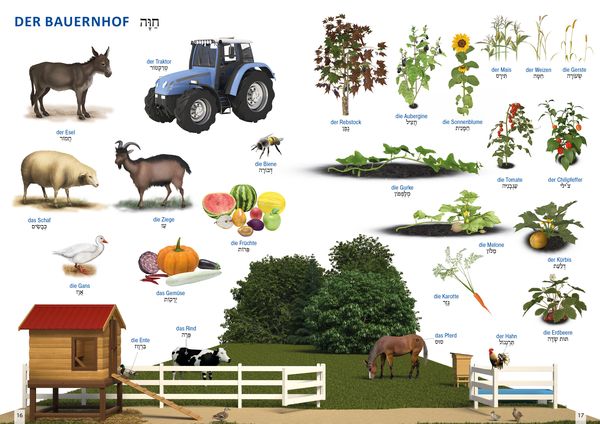 DER BAUERNHOF חַוָּה
der Esel
חֲמוֹר
der Traktor
טְרַקְטוֹר
das Schaf
כְּבָשִׂים
die Ziege
עֵז
die Biene
דְּבוֹרָה
die Früchte
פֵּרוֹת
die Gans
אַוָּז
das Gemüse
יְרָקוֹת
die Ente
בַּרְוָז
das Rind
פָּרָה
16
der Rebstock
גֶּפֶן
die Aubergine
חָצִיל
die Sonnenblume
חַמָּנִית
der Mais
תִּירָס
der Weizen
חִטָּה
die Gerste
שְׂעוֹרָה
die Gurke
מְלָפְפוֹן
die Tomate
עַגְבָנִיָּה
der Chilipfeffer
צִ'ילִי
die Melone
מֵלוֹן
der Kürbis
דְּלַעַת
die Karotte
גֶּזֶר
die Erdbeere
תּוּת שָׂדֶה
das Pferd
סוּס
der Hahn
תַּרְנְגוֹל
17